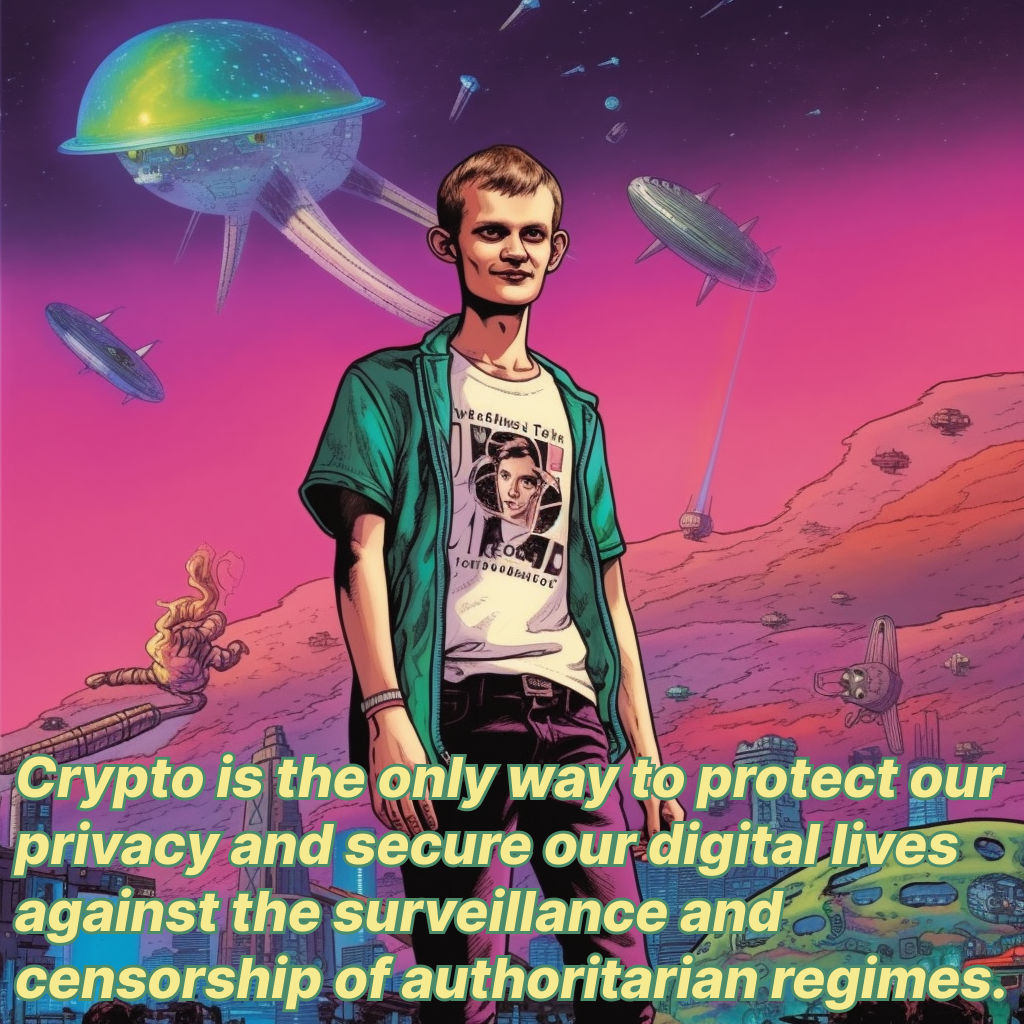 Crypto is the only way to protect our
privacy and secure our digital lives
against the surveillance and
censorship of authoritarian regimes.